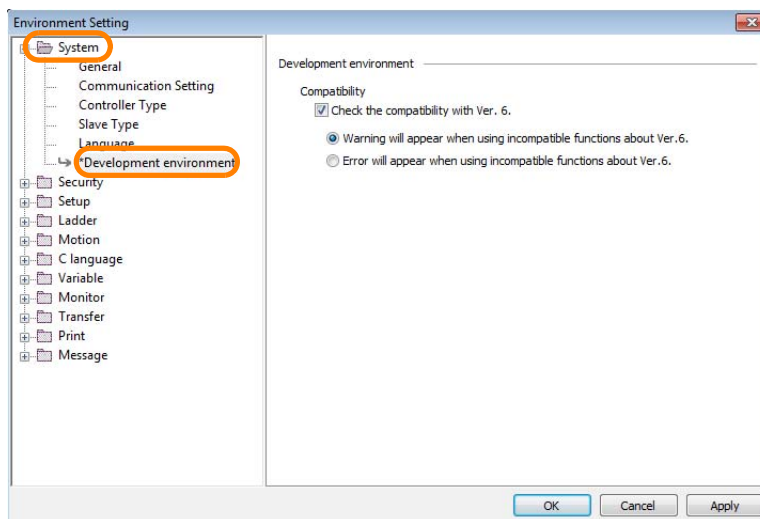 Environment Setting
System
General
Communication Setting
Controller Type
Slave Type
Language
*Development environment
Security
Setup
Ladder
Motion
C language
Variable
Monitor
Transfer
Print
Message
Development environment
Compatibility
Check the compatibility with Ver. 6.
Warning will appear when using incompatible functions about Ver.6.
Error will appear when using incompatible functions about Ver.6.
OK Cancel Apply